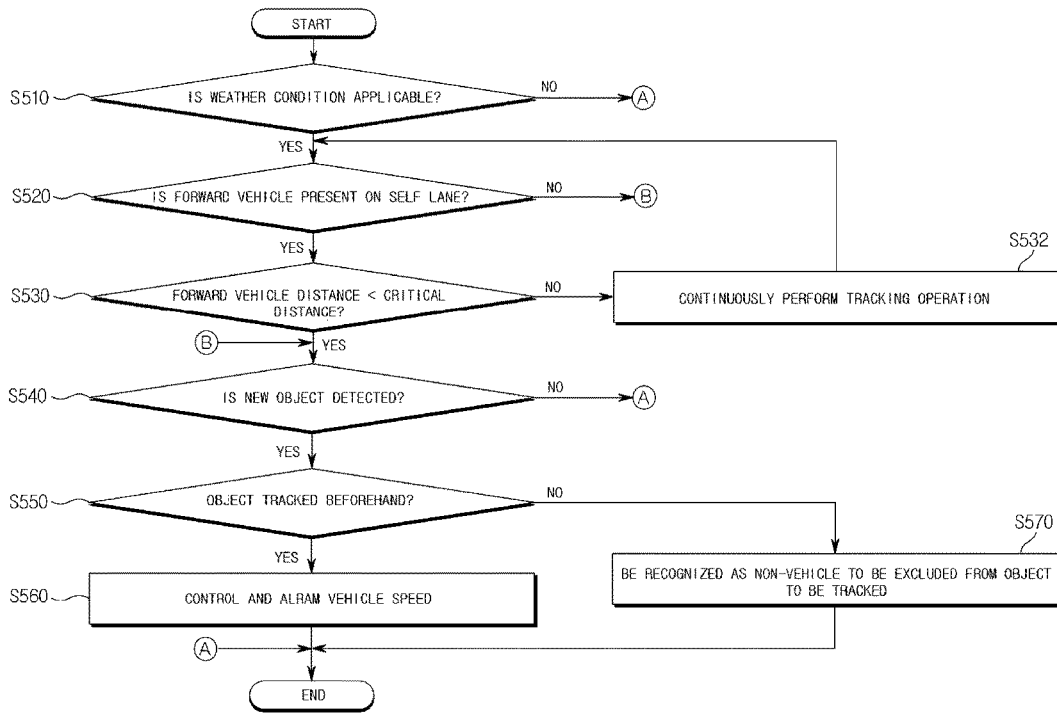 START
S510
IS WEATHER CONDITION APPLICABLE?
NO
A
YES
S520
IS FORWARD VEHICLE PRESENT ON SELF LANE?
NO
B
YES
S532
S530
FORWARD VEHICLE DISTANCE < CRITICAL
DISTANCE?
NO
CONTINUOUSLY PERFORM TRACKING OPERATION
B
YES
S540
IS NEW OBJECT DETECTED?
NO
A
YES
S550
OBJECT TRACKED BEFOREHAND?
NO
YES
S570
S560
CONTROL AND ALRAM VEHICLE SPEED
BE RECOGNIZED AS NON-VEHICLE TO BE EXCLUDED FROM OBJECT
TO BE TRACKED
A
END